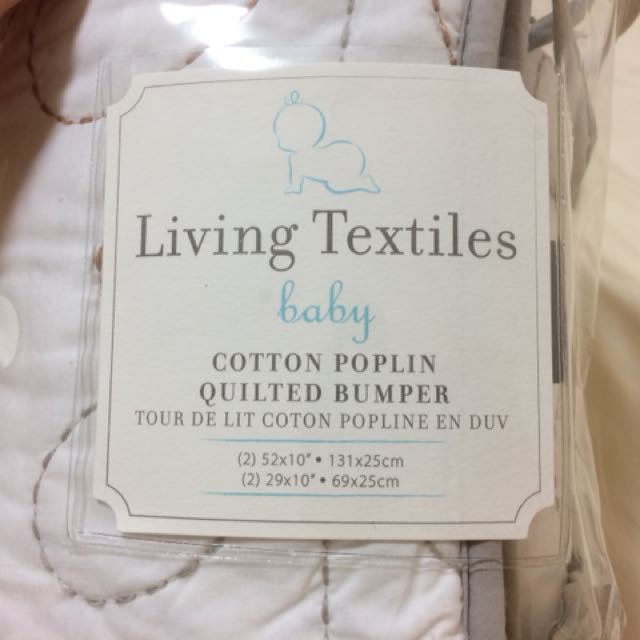 Living Textiles
baby
COTTON POPLIN
QUILTED BUMPER
TOUR DE LIT COTON POPLINE EN DUV
(2) 52x10" • 131x25cm
(2) 29x10" • 69x25cm